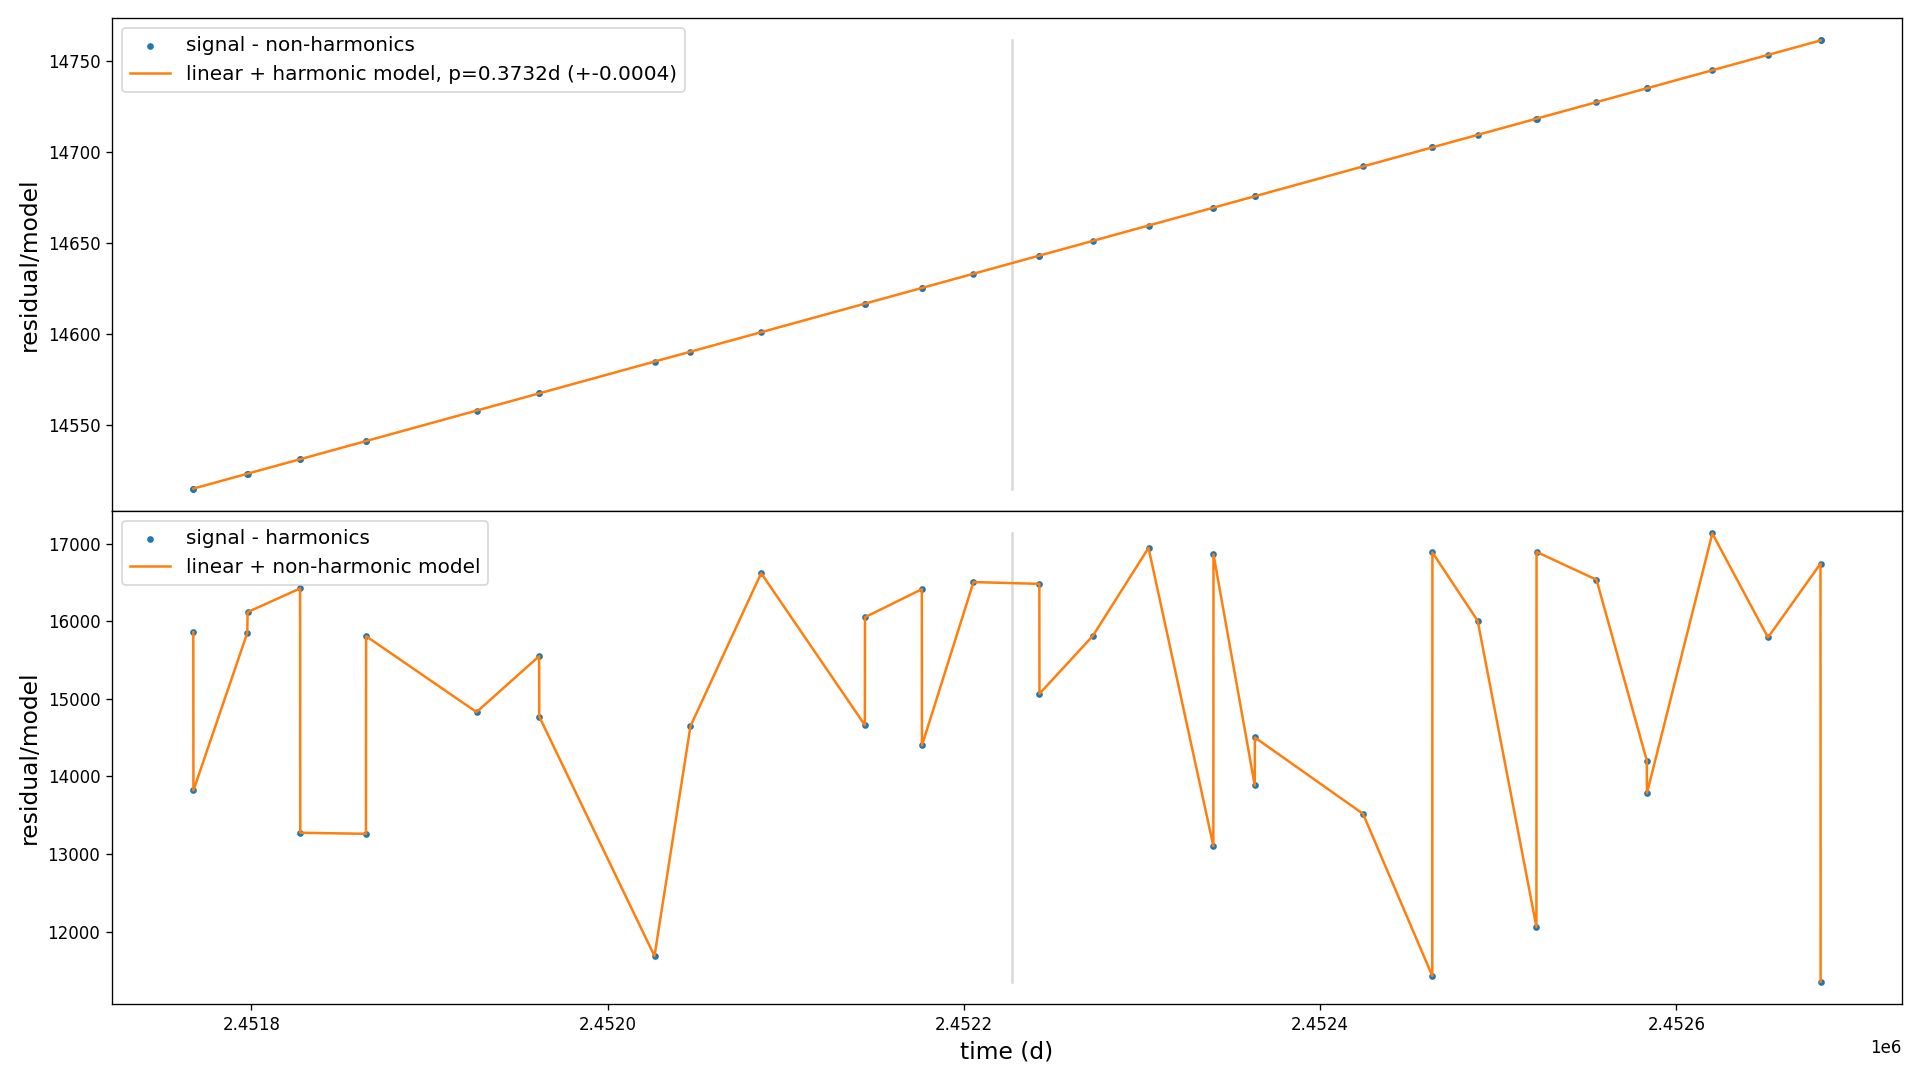 signal - non-harmonics
linear + harmonic model, p=0.3732d (+-0.0004)
14750
14700
14650
14600
14550
residual/model
signal - harmonics
linear + non-harmonic model
17000
16000
15000
14000
13000
12000
residual/model
2.4518 2.4520 2.4522 2.4524 2.4526
time (d)
1e6